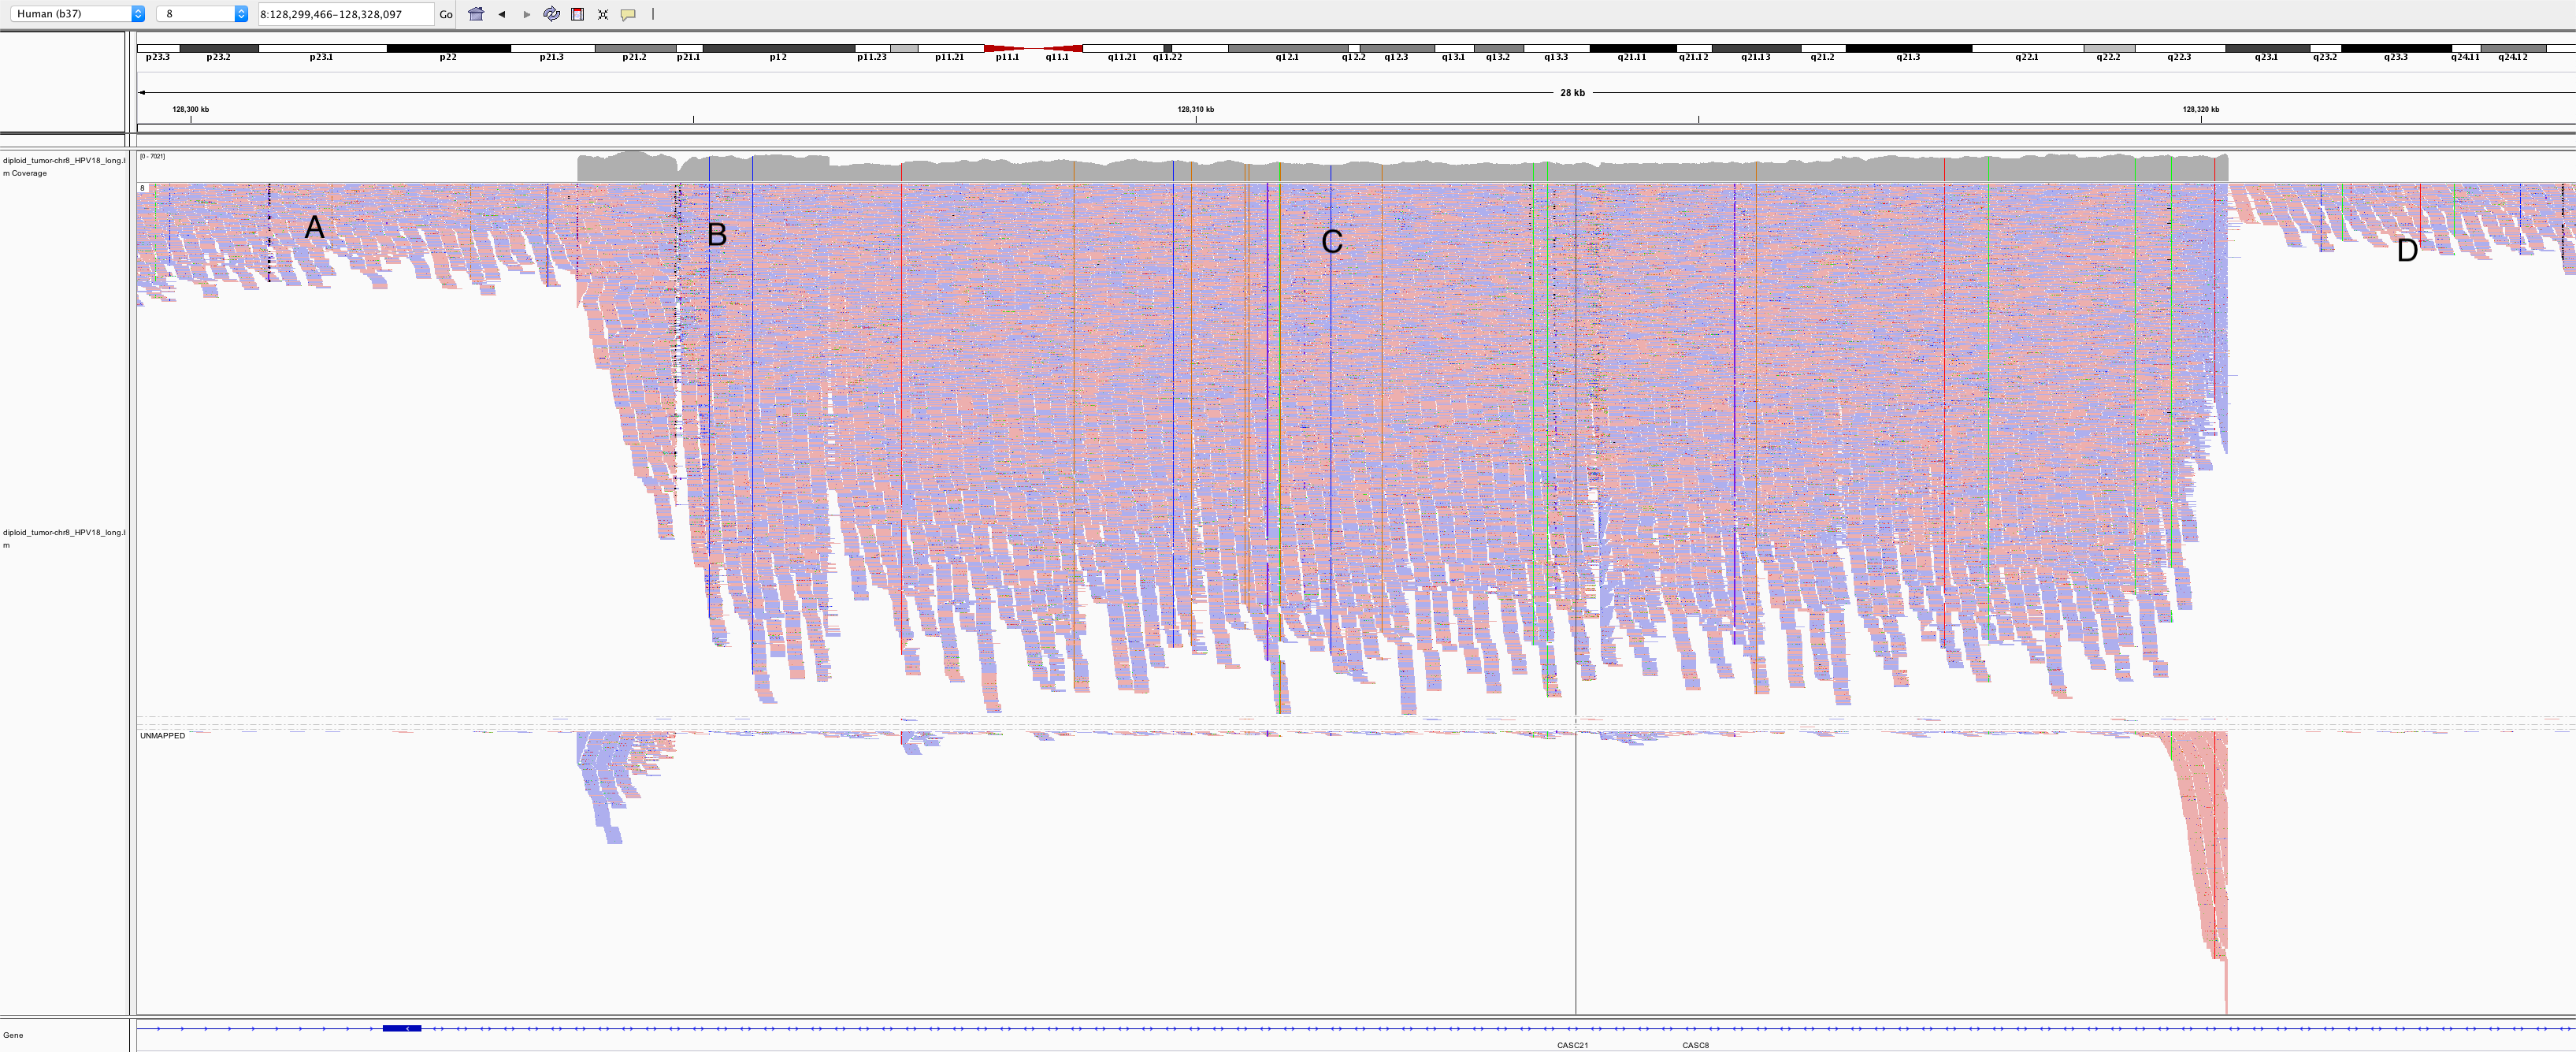 Human (b37) 8 8:128,299,466-128,328,097 Go
p23.3 p23.2 p23.1 p22 p21.3 p21.2 p21.1 p12 p11.23 p11.21 p11.1 q11.1 q11.21 q11.22 q12.1 q12.2 q12.3 q13.1 q13.2 q13.3 q21.11 q21.12 q21.13 q21.2 q21.3 q22.1 q22.2 q22.3 q23.1 q23.2 q23.3 q24.11 q24.12
28 kb
128,300 kb 128,310 kb 128,320 kb
diploid_tumor-chr8_HPV18_long.l
m Coverage
[0 - 7021]
8
A B C D
diploid_tumor-chr8_HPV18_long.l
m
UNMAPPED
Gene
CASC21 CASC8